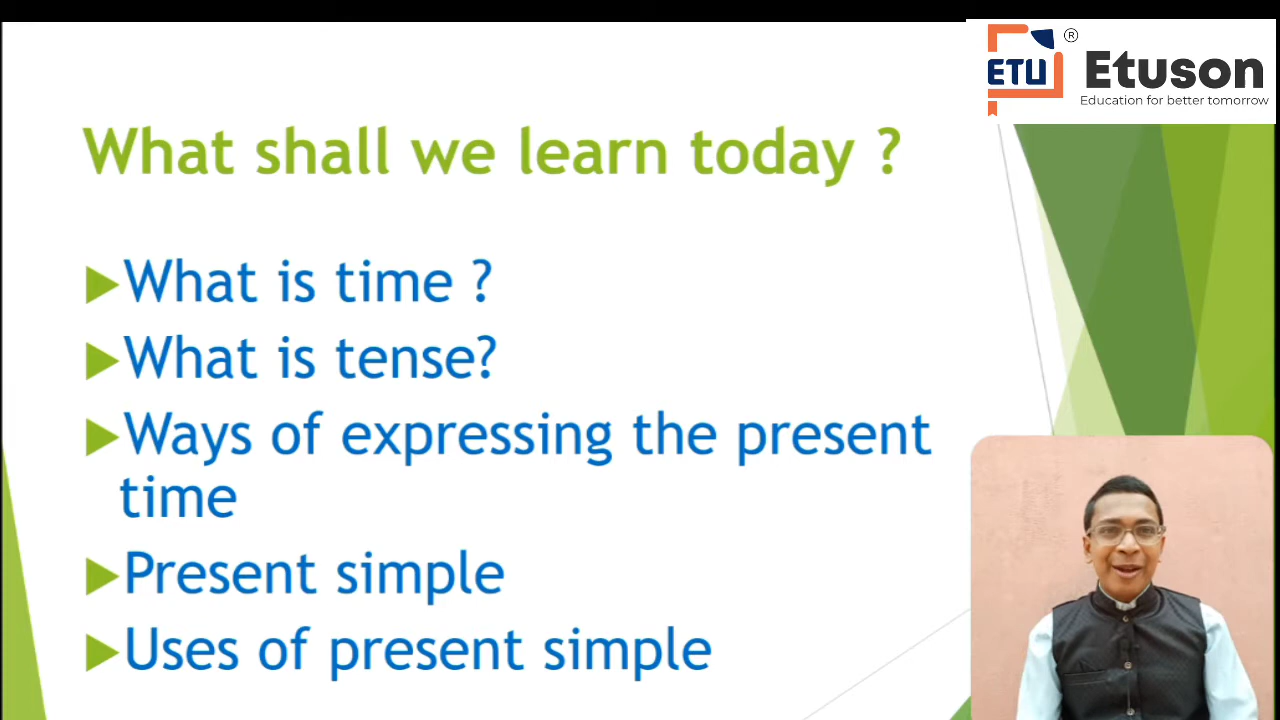 ETU ® Etuson
Education for better tomorrow
What shall we learn today ?
What is time ?
What is tense?
Ways of expressing the present
time
Present simple
Uses of present simple